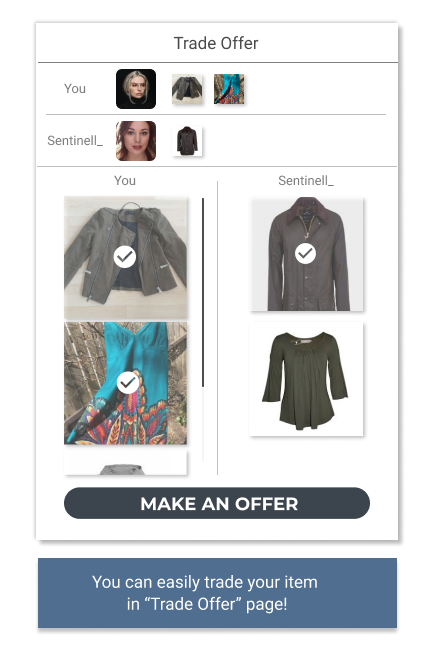 Trade Offer
You
Sentinell_
You
Sentinell_
MAKE AN OFFER
You can easily trade your item
in “Trade Offer” page!